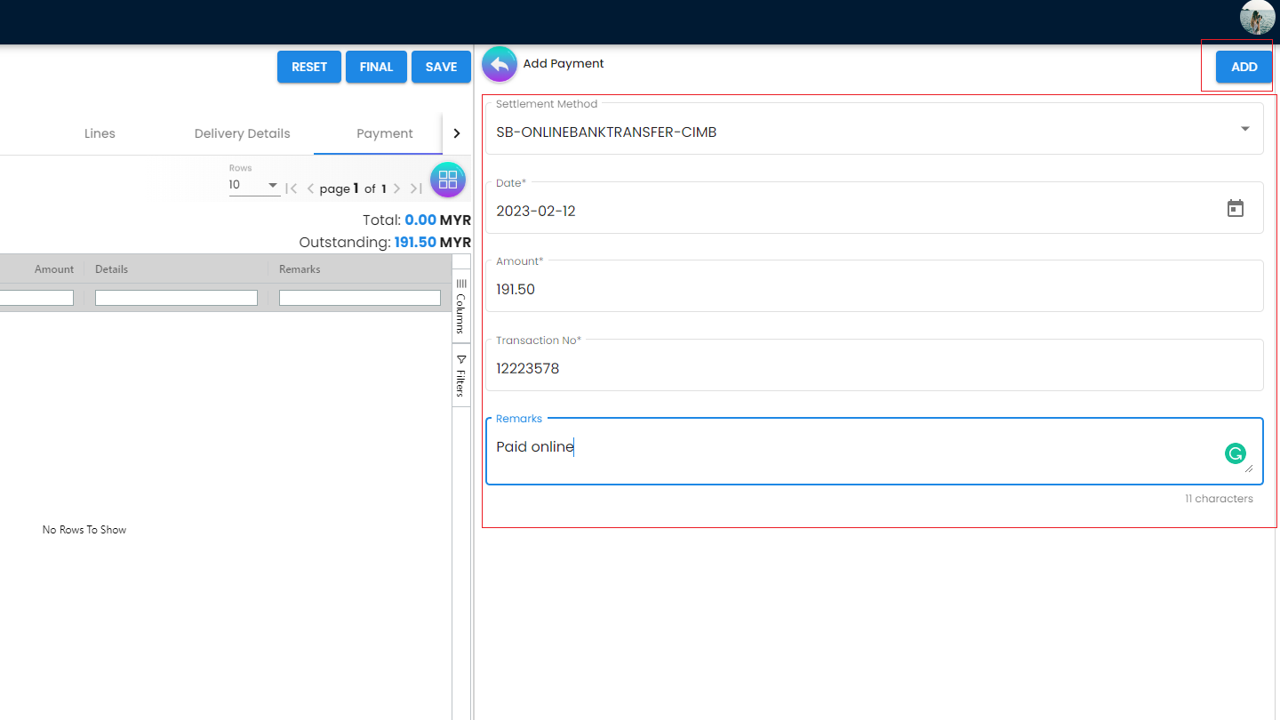 RESET
FINAL
SAVE
Add Payment
ADD
Lines
Delivery Details
Payment
Rows
10
page 1 of 1
Total: 0.00 MYR
Outstanding: 191.50 MYR
Amount
Details
Remarks
Columns
Filters
No Rows To Show
Settlement Method
SB-ONLINEBANKTRANSFER-CIMB
Date*
2023-02-12
Amount*
191.50
Transaction No*
12223578
Remarks
Paid online
11 characters